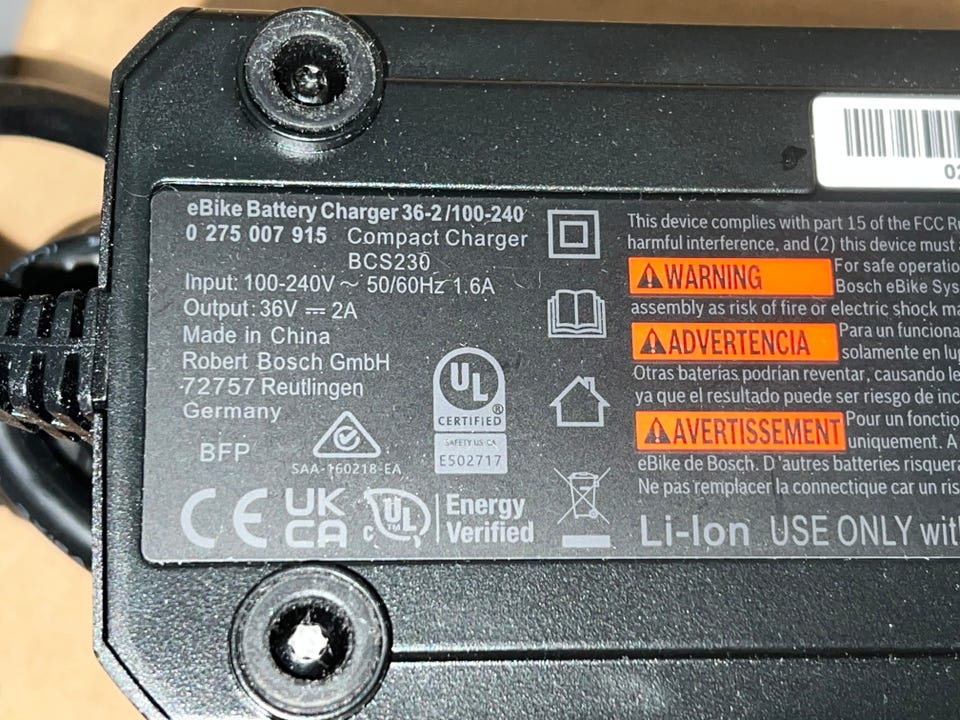 02
eBike Battery Charger 36-2/100-240
0 275 007 915 Compact Charger
BCS230
Input: 100-240V ~ 50/60Hz 1.6A
Output: 36V ⎓ 2A
Made in China
Robert Bosch GmbH
72757 Reutlingen
Germany
BFP
SAA-160218-EA
UL
®
CERTIFIED
SAFETY US-CA
E502717
CE
UK
CA
c UL TM
Energy
Verified
This device complies with part 15 of the FCC Ru
harmful interference, and (2) this device must
WARNING For safe operatio
Bosch eBike Sys
assembly as risk of fire or electric shock ma
ADVERTENCIA Para un funciona
solamente en lug
Otras baterías podrían reventar, causando le
ya que el resultado puede ser riesgo de inc
AVERTISSEMENT Pour un fonctio
uniquement. A
eBike de Bosch. D'autres batteries risquera
Ne pas remplacer la connectique car un ris
Li-Ion USE ONLY with